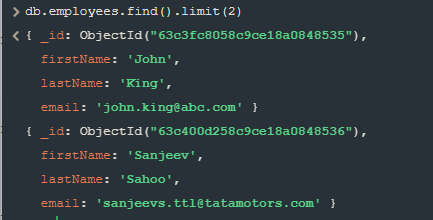 > db.employees.find().limit(2)
< { _id: ObjectId("63c3fc8058c9ce18a0848535"),
firstName: 'John',
lastName: 'King',
email: 'john.king@abc.com' }
{ _id: ObjectId("63c400d258c9ce18a0848536"),
firstName: 'Sanjeev',
lastName: 'Sahoo',
email: 'sanjeevs.ttl@tatamotors.com' }